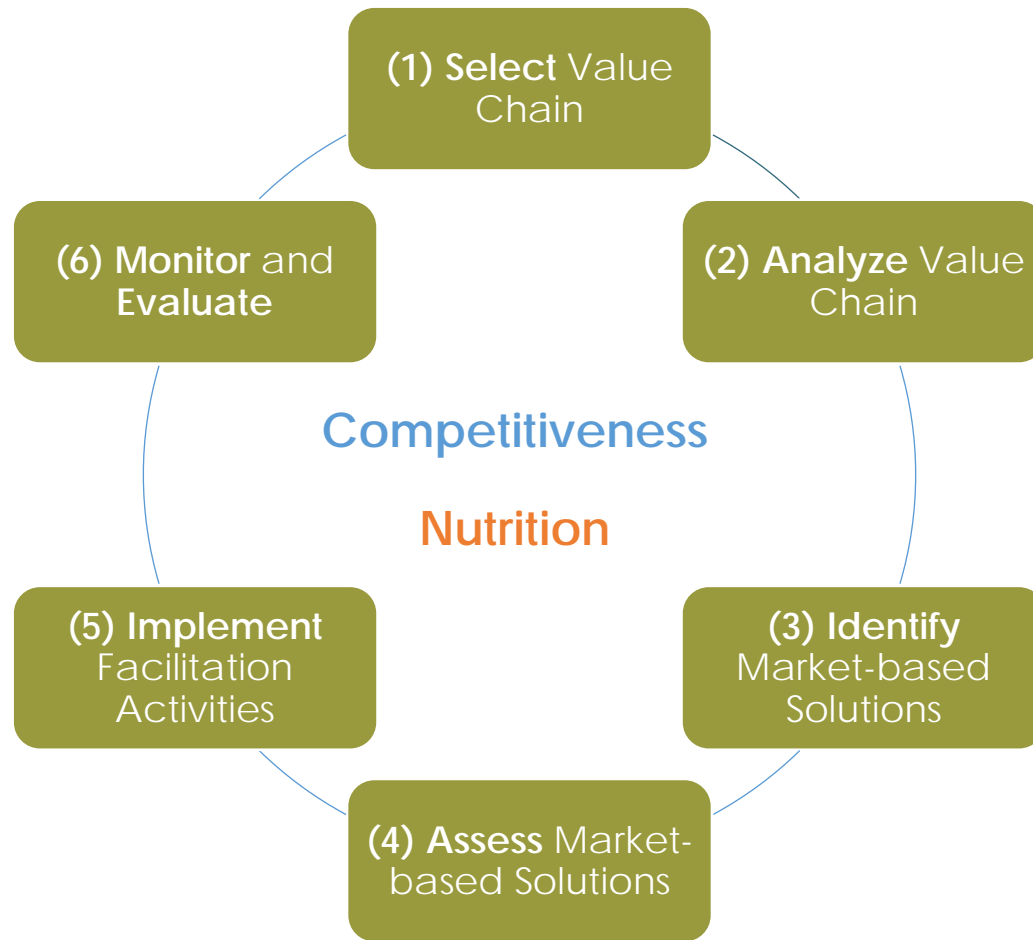 (1) Select Value
Chain
(2) Analyze Value
Chain
(3) Identify
Market-based
Solutions
(4) Assess Market-
based Solutions
(5) Implement
Facilitation
Activities
(6) Monitor and
Evaluate
Competitiveness
Nutrition